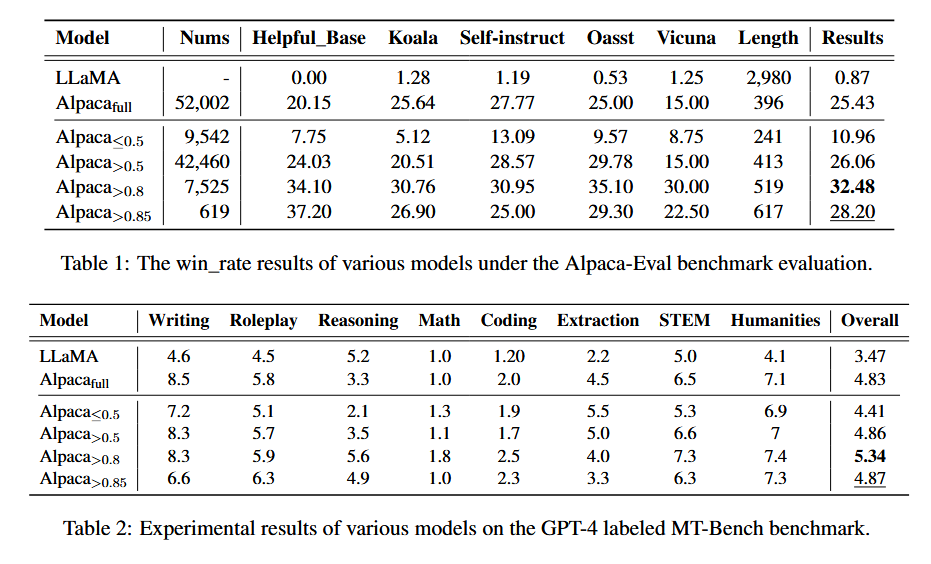 Model Nums Helpful_Base Koala Self-instruct Oasst Vicuna Length Results
LLaMA - 0.00 1.28 1.19 0.53 1.25 2,980 0.87
Alpaca_full 52,002 20.15 25.64 27.77 25.00 15.00 396 25.43
Alpaca≤0.5 9,542 7.75 5.12 13.09 9.57 8.75 241 10.96
Alpaca>0.5 42,460 24.03 20.51 28.57 29.78 15.00 413 26.06
Alpaca>0.8 7,525 34.10 30.76 30.95 35.10 30.00 519 32.48
Alpaca>0.85 619 37.20 26.90 25.00 29.30 22.50 617 28.20
Table 1: The win_rate results of various models under the Alpaca-Eval benchmark evaluation.
Model Writing Roleplay Reasoning Math Coding Extraction STEM Humanities Overall
LLaMA 4.6 4.5 5.2 1.0 1.20 2.2 5.0 4.1 3.47
Alpaca_full 8.5 5.8 3.3 1.0 2.0 4.5 6.5 7.1 4.83
Alpaca≤0.5 7.2 5.1 2.1 1.3 1.9 5.5 5.3 6.9 4.41
Alpaca>0.5 8.3 5.7 3.5 1.1 1.7 5.0 6.6 7 4.86
Alpaca>0.8 8.3 5.9 5.6 1.8 2.5 4.0 7.3 7.4 5.34
Alpaca>0.85 6.6 6.3 4.9 1.0 2.3 3.3 6.3 7.3 4.87
Table 2: Experimental results of various models on the GPT-4 labeled MT-Bench benchmark.